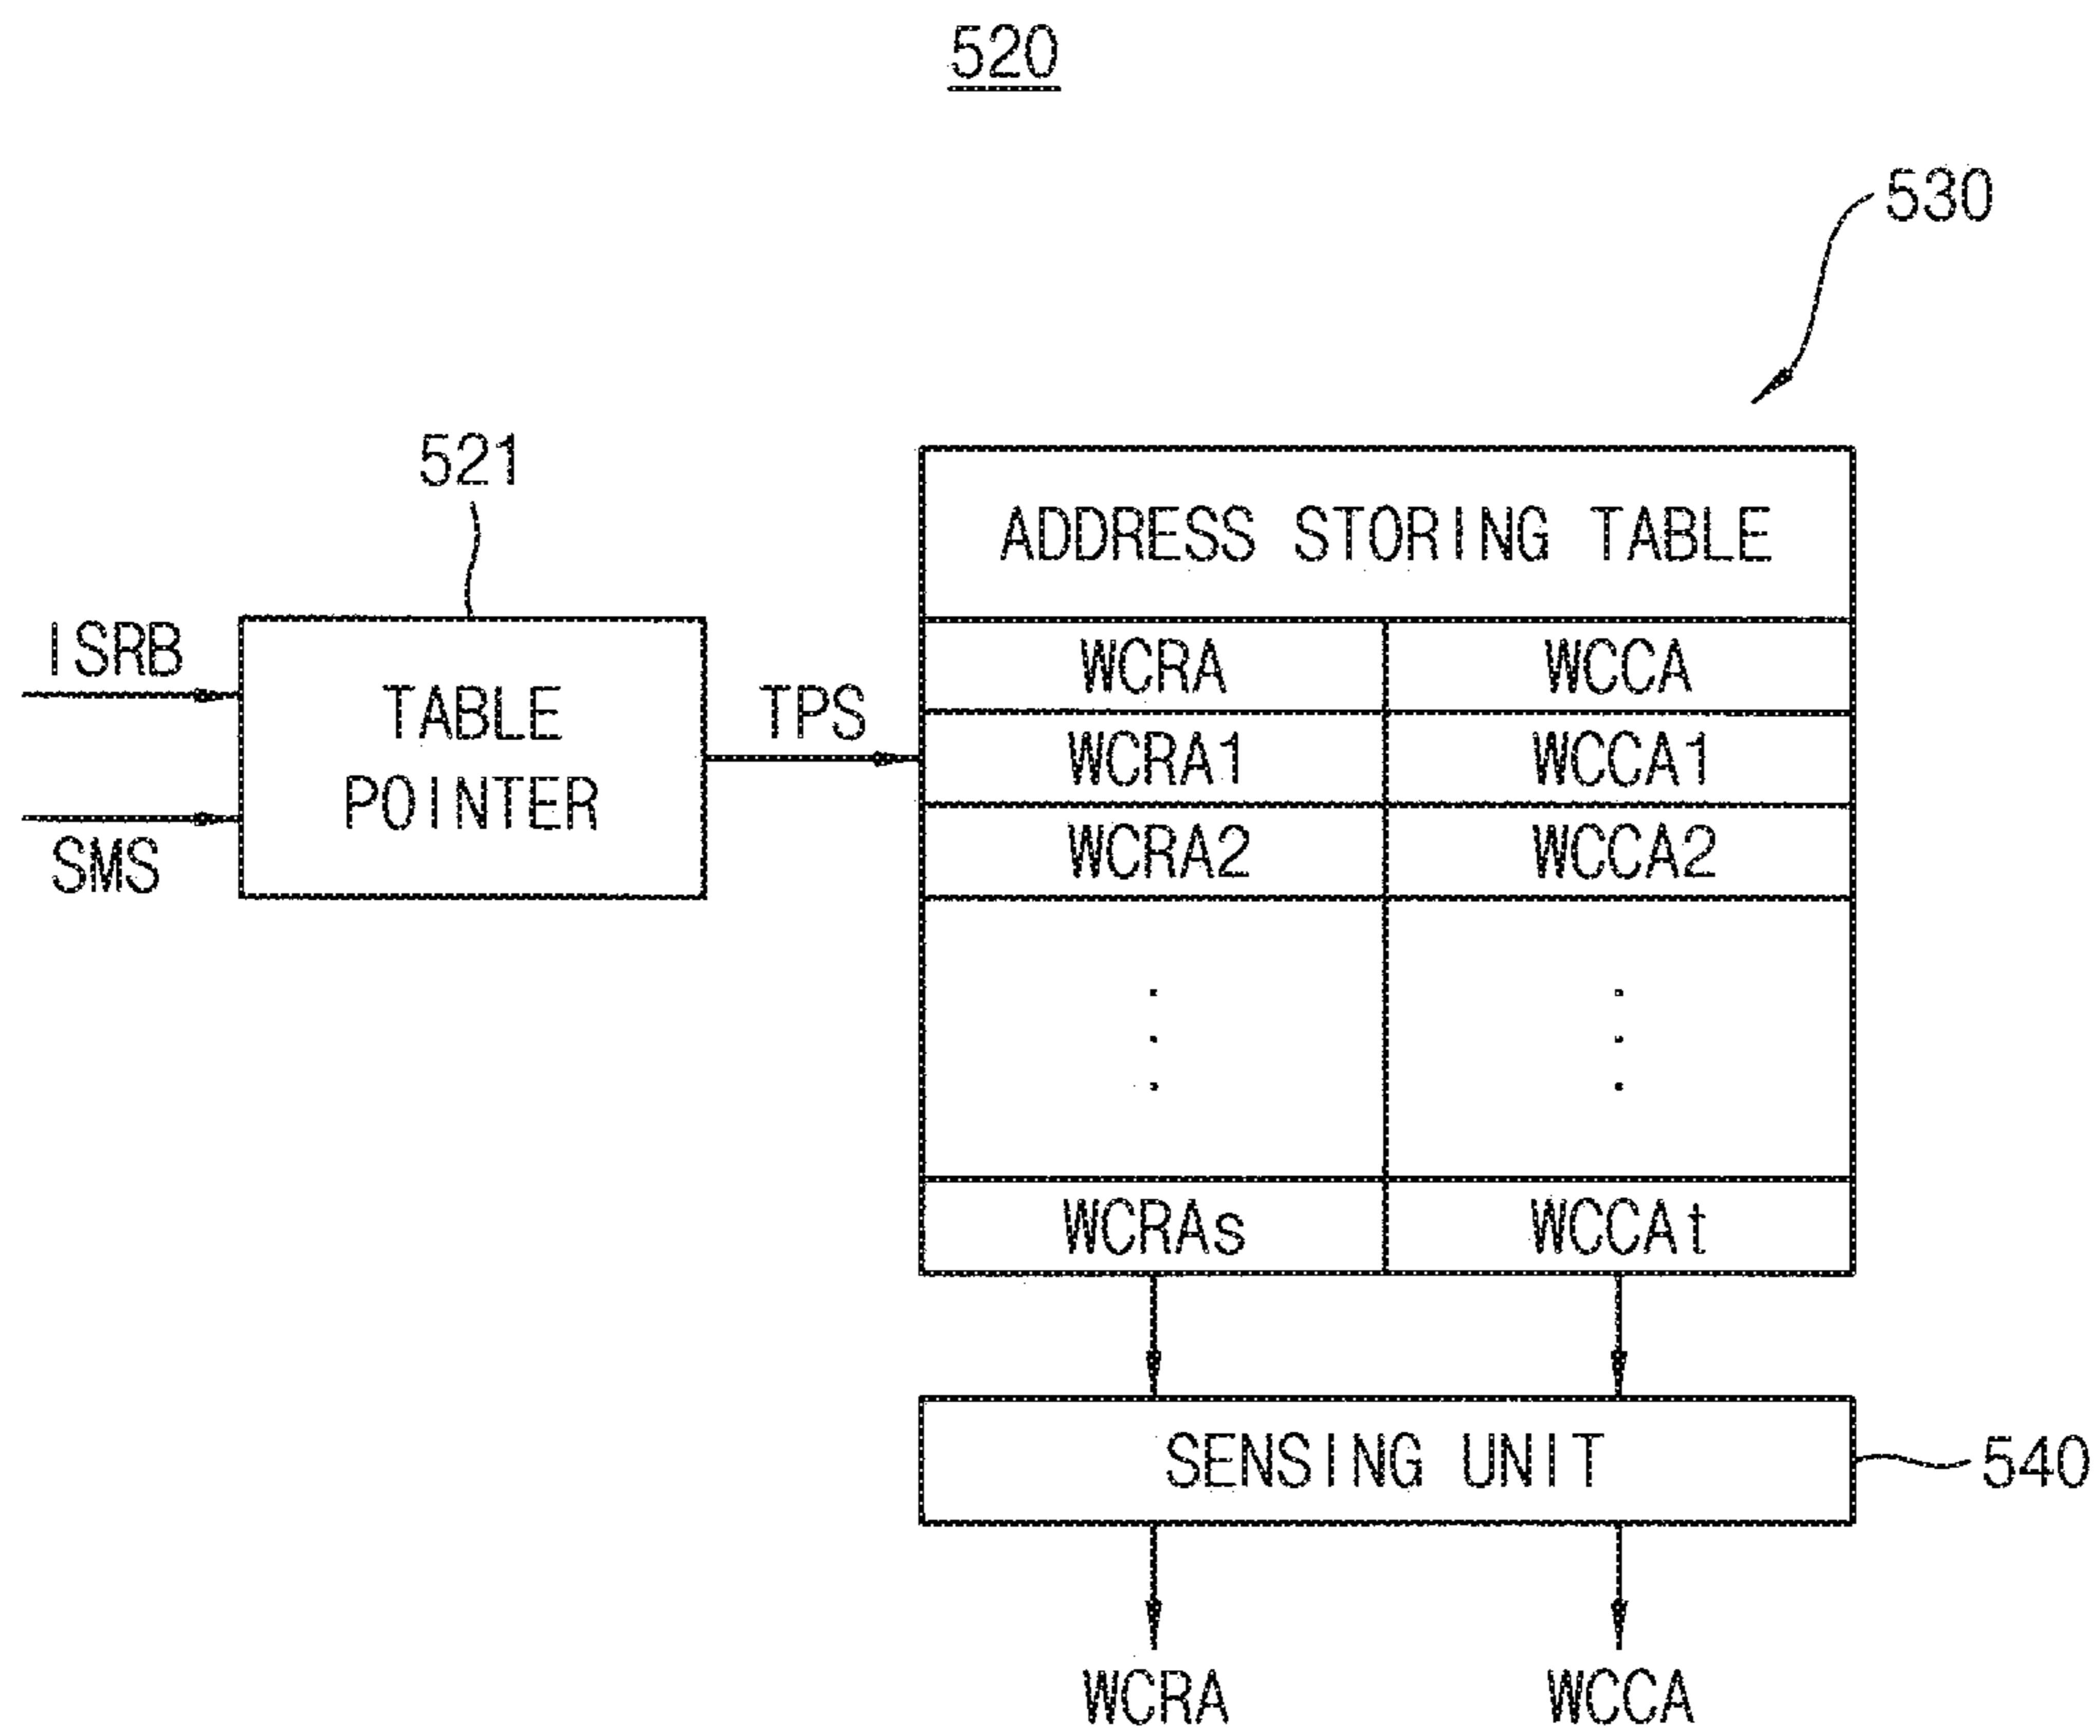 520
530
521
ADDRESS STORING TABLE
ISRB
TABLE
POINTER
SMS
TPS
WCRA WCCA
WCRA1 WCCA1
WCRA2 WCCA2
WCRAs WCCAt
SENSING UNIT
540
WCRA WCCA